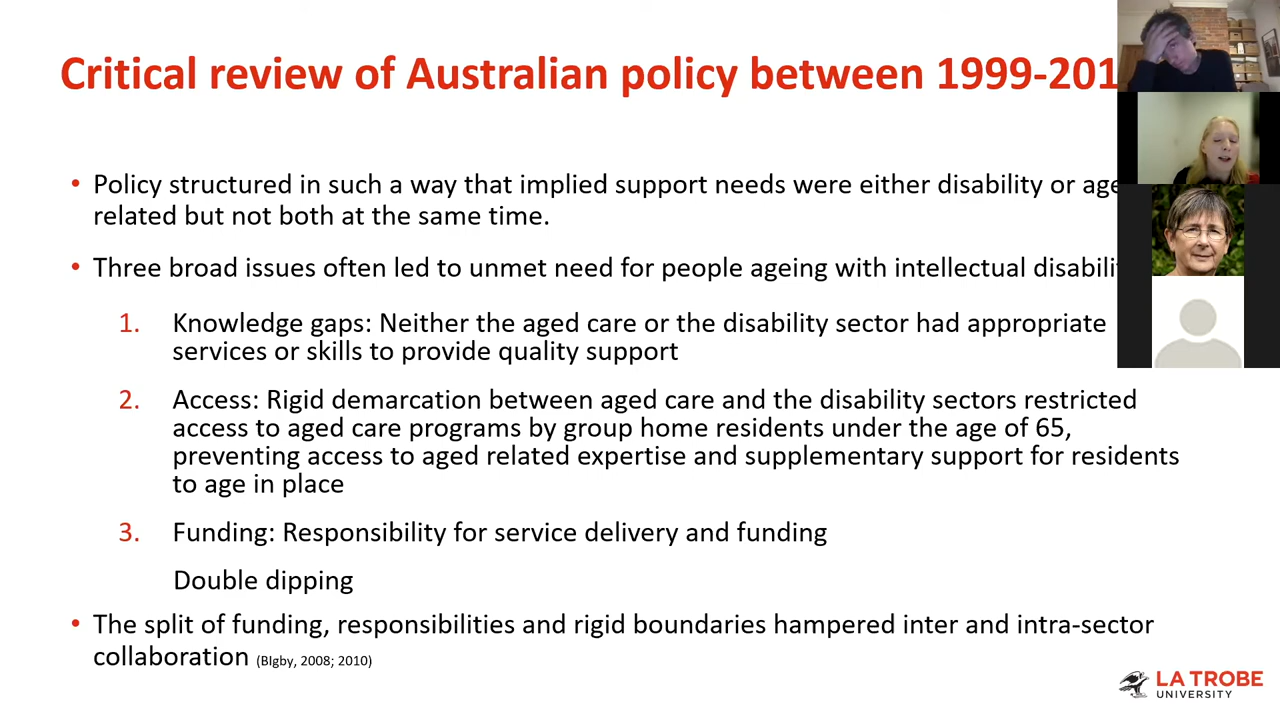 Critical review of Australian policy between 1999-201
• Policy structured in such a way that implied support needs were either disability or age
related but not both at the same time.
• Three broad issues often led to unmet need for people ageing with intellectual disabili
1. Knowledge gaps: Neither the aged care or the disability sector had appropriate
services or skills to provide quality support
2. Access: Rigid demarcation between aged care and the disability sectors restricted
access to aged care programs by group home residents under the age of 65,
preventing access to aged related expertise and supplementary support for residents
to age in place
3. Funding: Responsibility for service delivery and funding
Double dipping
• The split of funding, responsibilities and rigid boundaries hampered inter and intra-sector
collaboration (BIgby, 2008; 2010)
LA TROBE
UNIVERSITY